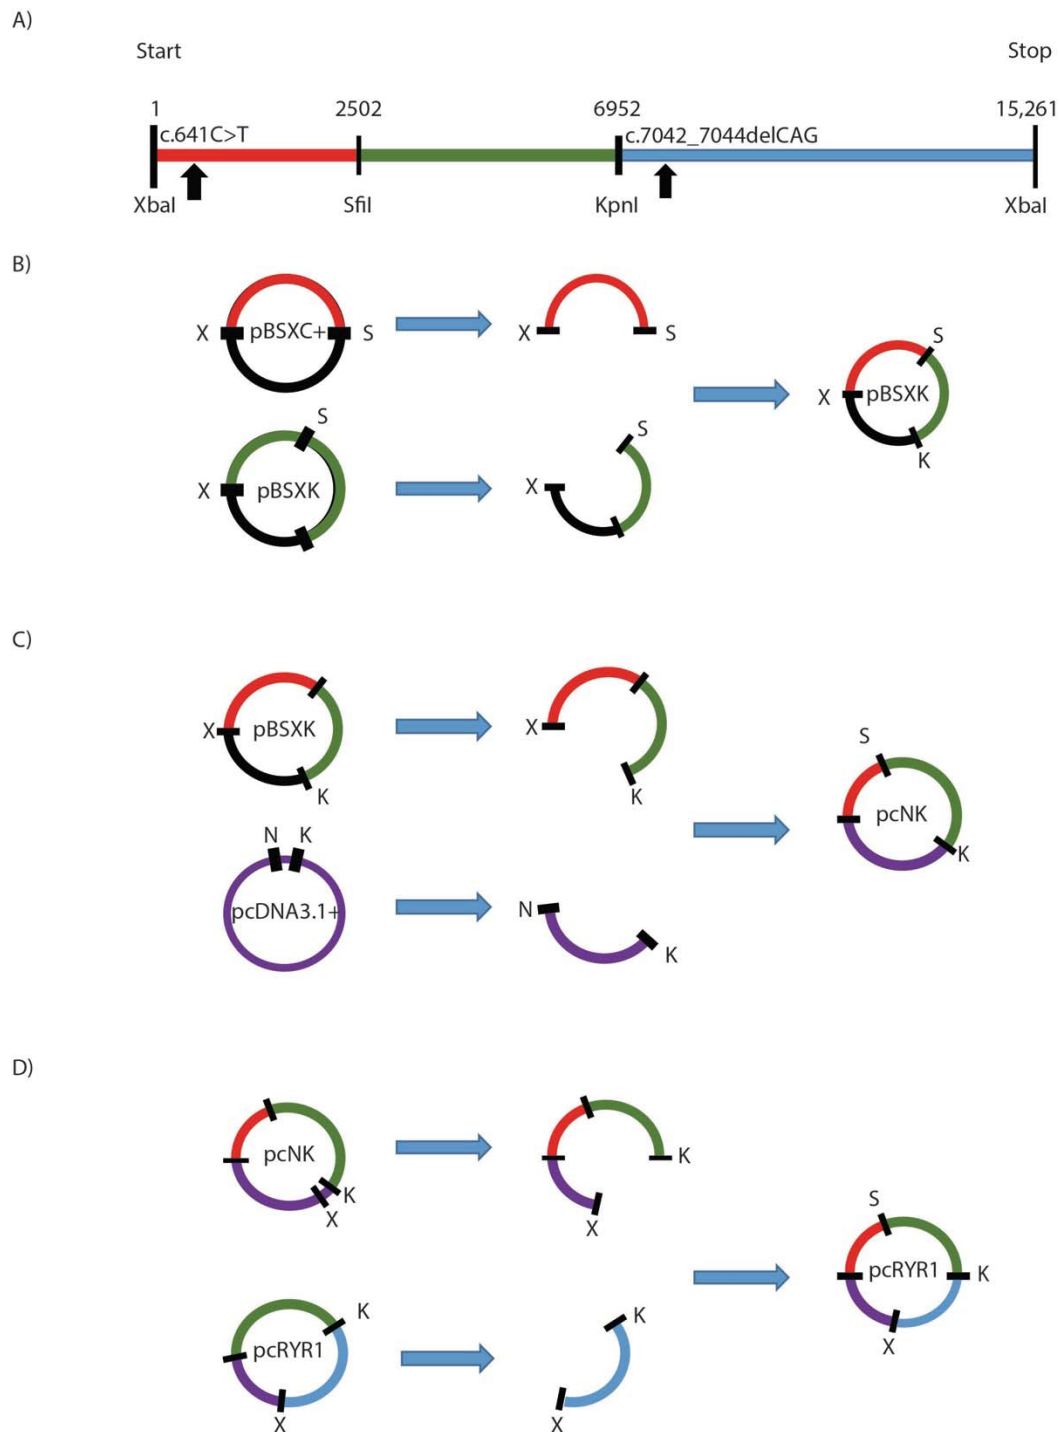 A)
Start Stop
1 2502 6952 15,261
c.641C>T c.7042_7044delCAG
XbaI SfiI KpnI XbaI
B)
X pBSXC+ S
X S
S
X pBSXK
S
X
S
X pBSXK
K
C)
X pBSXK
K
X
K
N K
pcDNA3.1+
N
K
S
pcNK
K
D)
pcNK
K
X
K
X
K
pcRYR1
X
K
X
S
pcRYR1 K
X